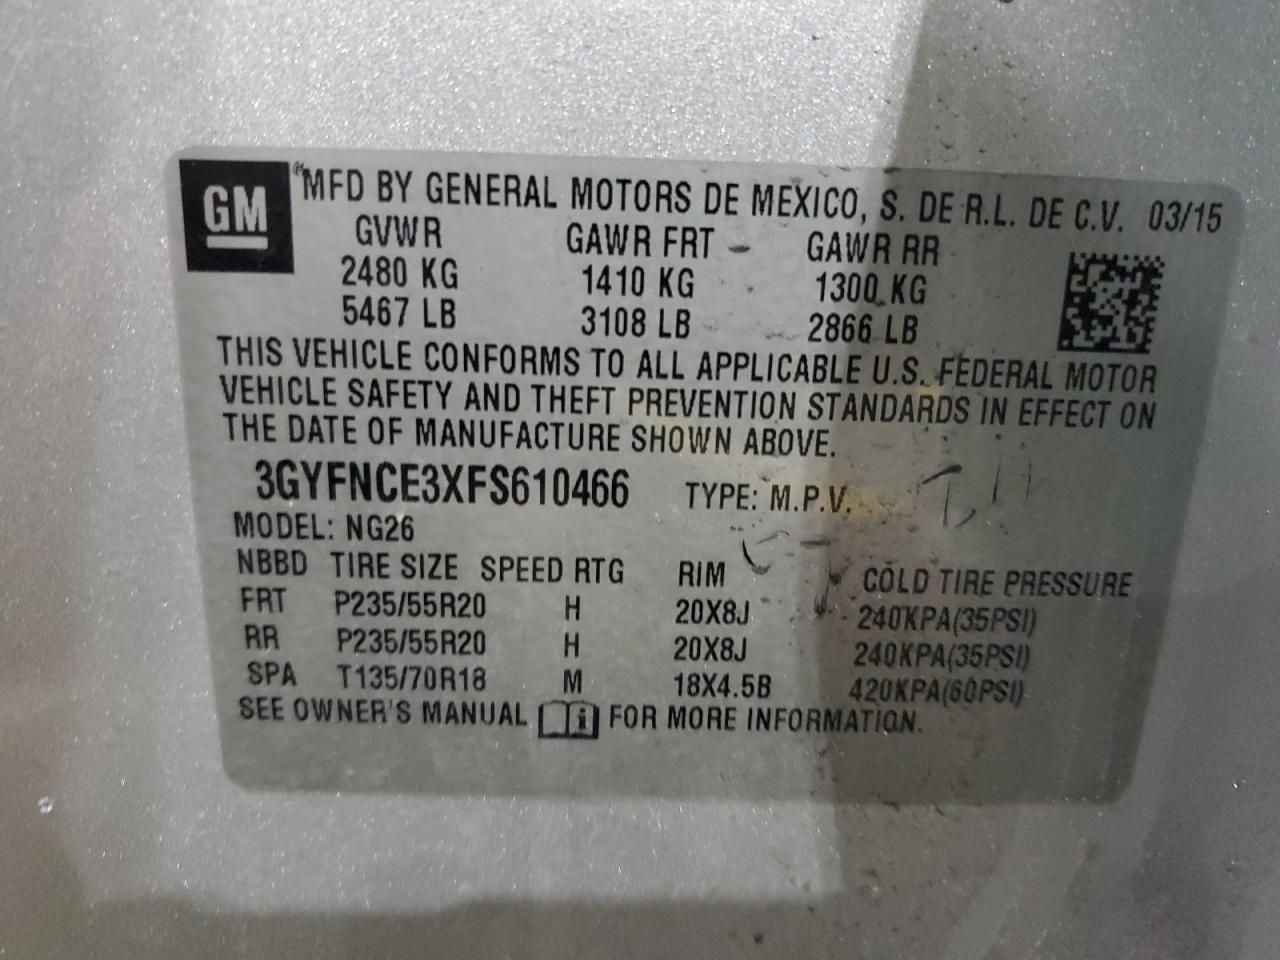 GM
®MFD BY GENERAL MOTORS DE MEXICO, S. DE R.L. DE C.V. 03/15
GVWR GAWR FRT GAWR RR
2480 KG 1410 KG 1300 KG
5467 LB 3108 LB 2866 LB
THIS VEHICLE CONFORMS TO ALL APPLICABLE U.S. FEDERAL MOTOR
VEHICLE SAFETY AND THEFT PREVENTION STANDARDS IN EFFECT ON
THE DATE OF MANUFACTURE SHOWN ABOVE.
3GYFNCE3XFS610466 TYPE: M.P.V.
MODEL: NG26
NBBD TIRE SIZE SPEED RTG RIM COLD TIRE PRESSURE
FRT P235/55R20 H 20X8J 240KPA(35PSI)
RR P235/55R20 H 20X8J 240KPA(35PSI)
SPA T135/70R18 M 18X4.5B 420KPA(60PSI)
SEE OWNER'S MANUAL i FOR MORE INFORMATION.